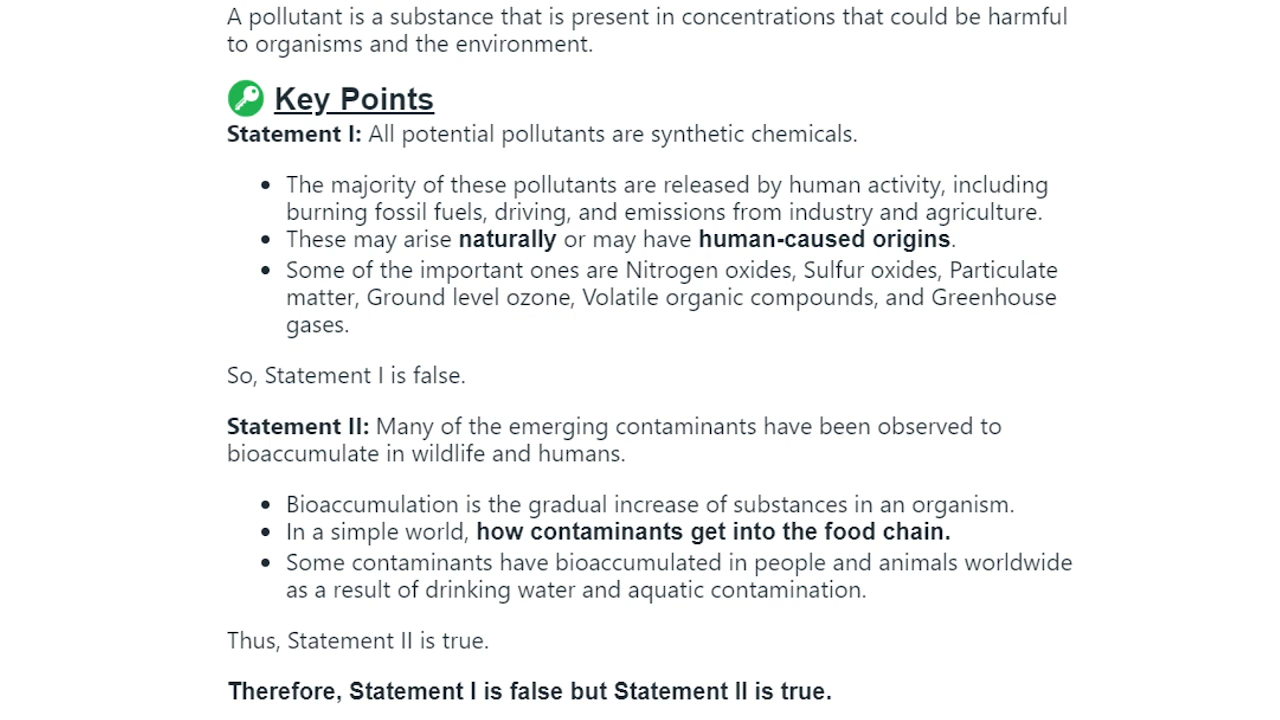 A pollutant is a substance that is present in concentrations that could be harmful
to organisms and the environment.
Key Points
Statement I: All potential pollutants are synthetic chemicals.
• The majority of these pollutants are released by human activity, including
burning fossil fuels, driving, and emissions from industry and agriculture.
• These may arise naturally or may have human-caused origins.
• Some of the important ones are Nitrogen oxides, Sulfur oxides, Particulate
matter, Ground level ozone, Volatile organic compounds, and Greenhouse
gases.
So, Statement I is false.
Statement II: Many of the emerging contaminants have been observed to
bioaccumulate in wildlife and humans.
• Bioaccumulation is the gradual increase of substances in an organism.
• In a simple world, how contaminants get into the food chain.
• Some contaminants have bioaccumulated in people and animals worldwide
as a result of drinking water and aquatic contamination.
Thus, Statement II is true.
Therefore, Statement I is false but Statement II is true.